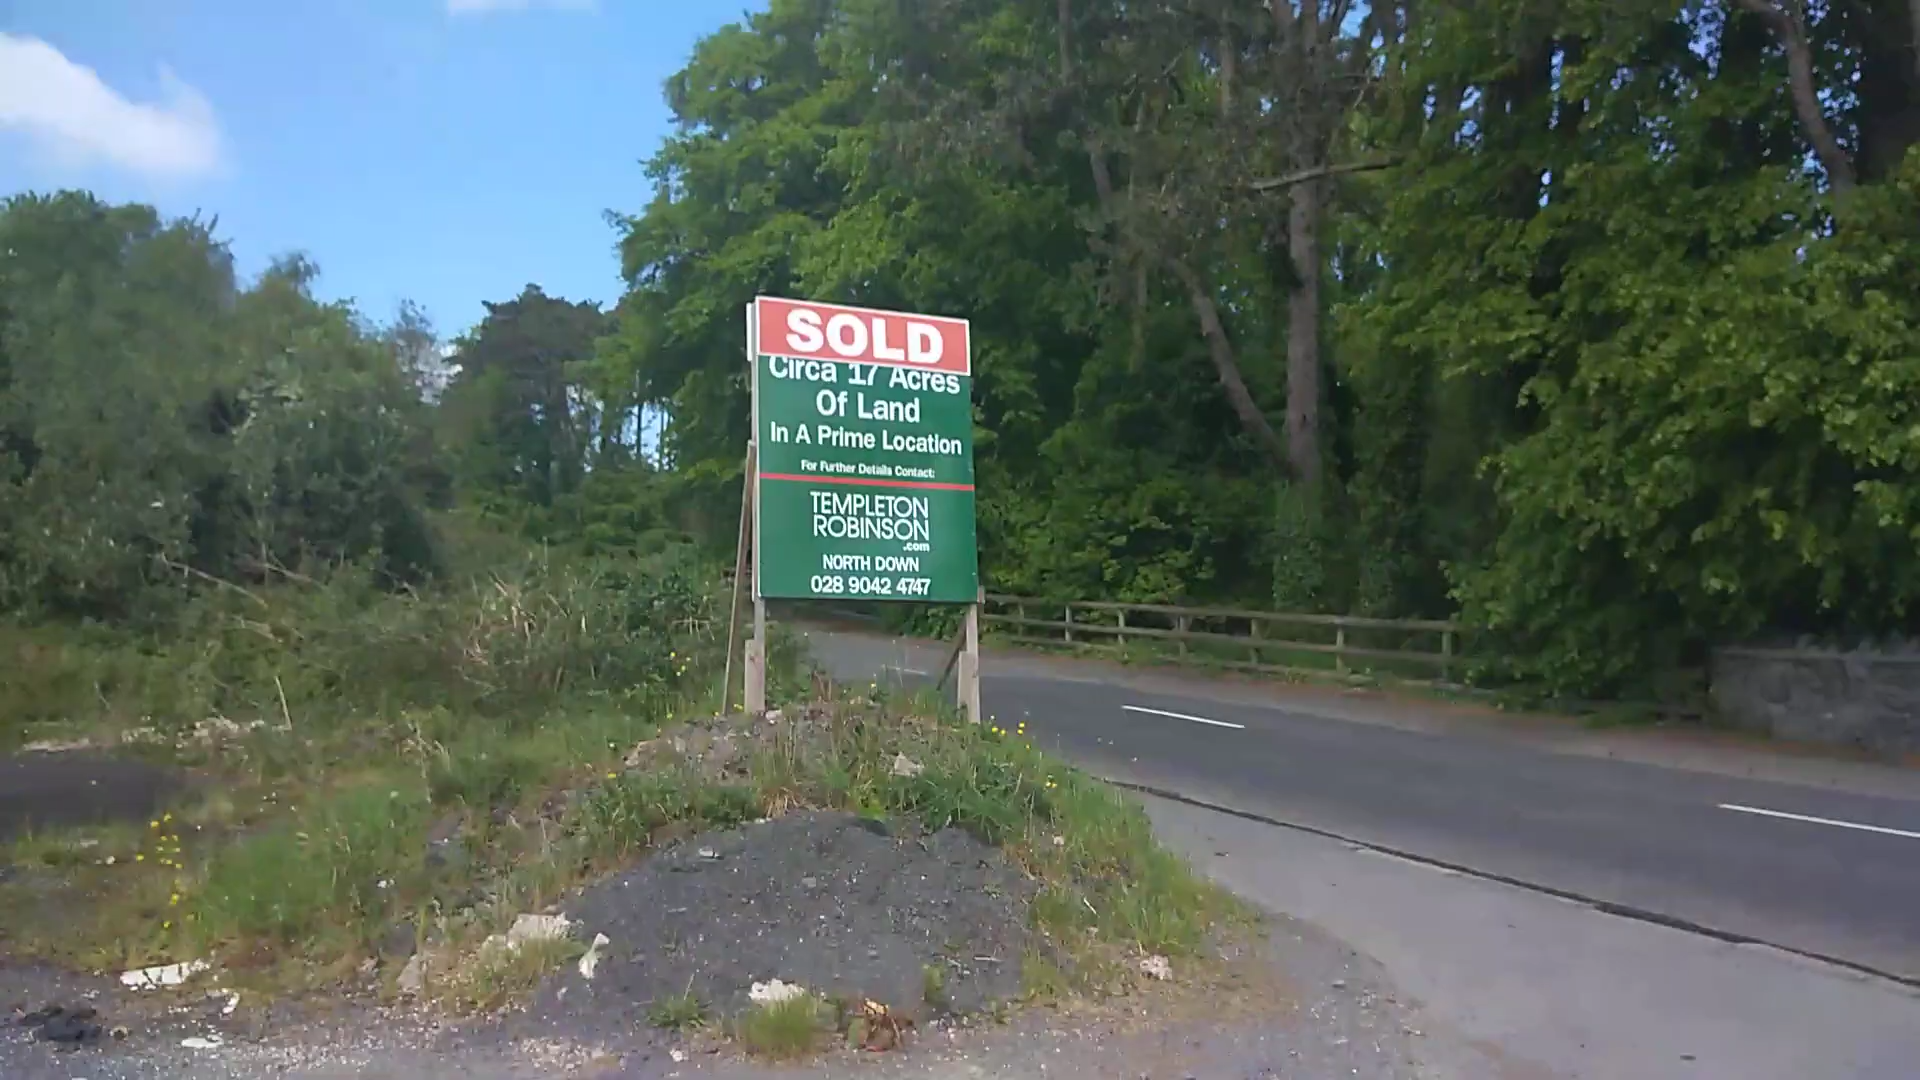 SOLD
Circa 17 Acres
Of Land
In A Prime Location
For Further Details Contact:
TEMPLETON
ROBINSON
.com
NORTH DOWN
028 9042 4747